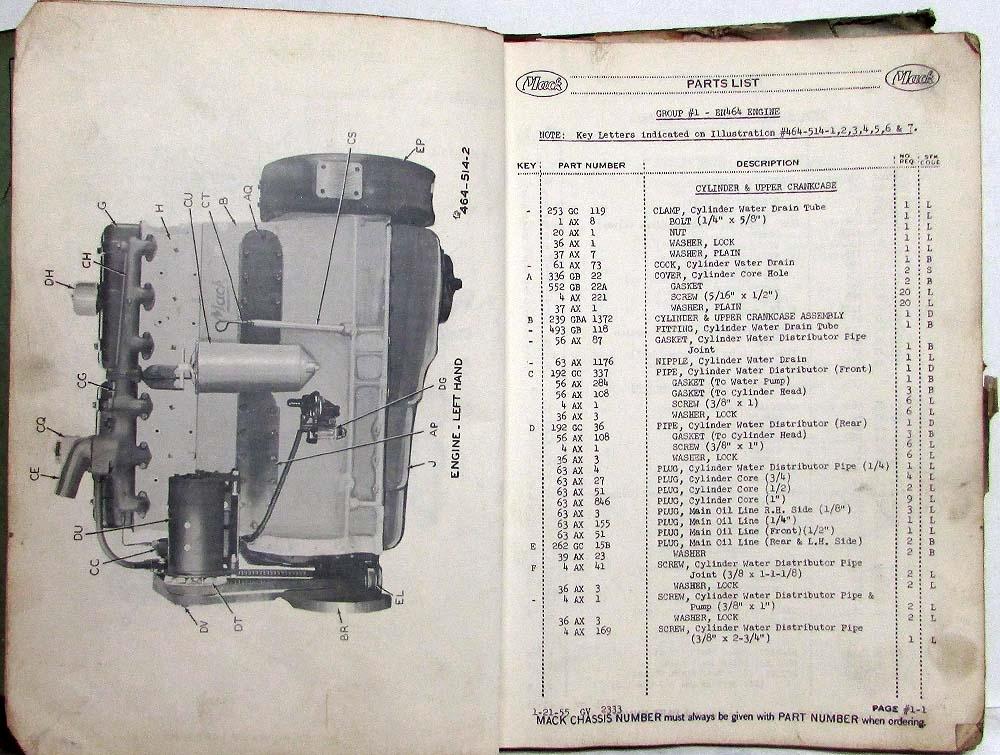 G
H
CU
CT
B
AQ
CS
EP
464-514-2
DH
CH
CG
CQ
CE
DU
CC
DV
DT
BR
EL
J
AP
DG
ENGINE - LEFT HAND
Mack
Mack
PARTS LIST
Mack
GROUP #1 - EN464 ENGINE
NOTE: Key Letters indicated on Illustration #464-514-1,2,3,4,5,6 & 7.
KEY PART NUMBER DESCRIPTION NO. REQ. STK CODE
CYLINDER & UPPER CRANKCASE
- 253 GC 119 CLAMP, Cylinder Water Drain Tube 1 L
1 AX 8 BOLT (1/4" x 5/8") 1 L
20 AX 1 NUT 1 L
36 AX 1 WASHER, LOCK 1 L
37 AX 7 WASHER, PLAIN 1 L
- 61 AX 73 COCK, Cylinder Water Drain 1 B
A 336 GB 22 COVER, Cylinder Core Hole 2 S
552 GB 22A GASKET 2 B
4 AX 221 SCREW (5/16" x 1/2") 20 L
37 AX 1 WASHER, PLAIN 20 L
B 239 GBA 1372 CYLINDER & UPPER CRANKCASE ASSEMBLY 1 D
- 493 GB 118 FITTING, Cylinder Water Drain Tube 1 B
- 56 AX 87 GASKET, Cylinder Water Distributor Pipe
Joint 1 B
- 63 AX 1176 NIPPLE, Cylinder Water Drain 1 L
C 192 GC 337 PIPE, Cylinder Water Distributor (Front) 1 D
56 AX 284 GASKET (To Water Pump) 1 B
56 AX 108 GASKET (To Cylinder Head) 3 B
4 AX 1 SCREW (3/8" x 1) 6 L
36 AX 3 WASHER, LOCK 6 L
D 192 GC 36 PIPE, Cylinder Water Distributor (Rear) 1 D
56 AX 108 GASKET (To Cylinder Head) 3 B
4 AX 1 SCREW (3/8" x 1") 6 L
36 AX 3 WASHER, LOCK 6 L
63 AX 4 PLUG, Cylinder Water Distributor Pipe (1/4) 1 L
63 AX 27 PLUG, Cylinder Core (3/4) 4 L
63 AX 51 PLUG, Cylinder Core (1/2) 2 L
63 AX 846 PLUG, Cylinder Core (1") 9 L
63 AX 3 PLUG, Main Oil Line R.H. Side (1/8") 3 L
63 AX 155 PLUG, Main Oil Line (1/4") 1 L
63 AX 51 PLUG, Main Oil Line (Front)(1/2") 1 L
E 262 GC 15B PLUG, Main Oil Line (Rear & L.H. Side) 2 B
39 AX 23 WASHER 2 B
F 4 AX 41 SCREW, Cylinder Water Distributor Pipe
Joint (3/8 x 1-1-1/8) 2 L
36 AX 3 WASHER, LOCK 2 L
- 4 AX 1 SCREW, Cylinder Water Distributor Pipe &
Pump (3/8" x 1") 2 L
36 AX 3 WASHER, LOCK 2 L
4 AX 169 SCREW, Cylinder Water Distributor Pipe
(3/8" x 2-3/4") 1 L
1-21-55 GV 2333 PAGE #1-1
MACK CHASSIS NUMBER must always be given with PART NUMBER when ordering.